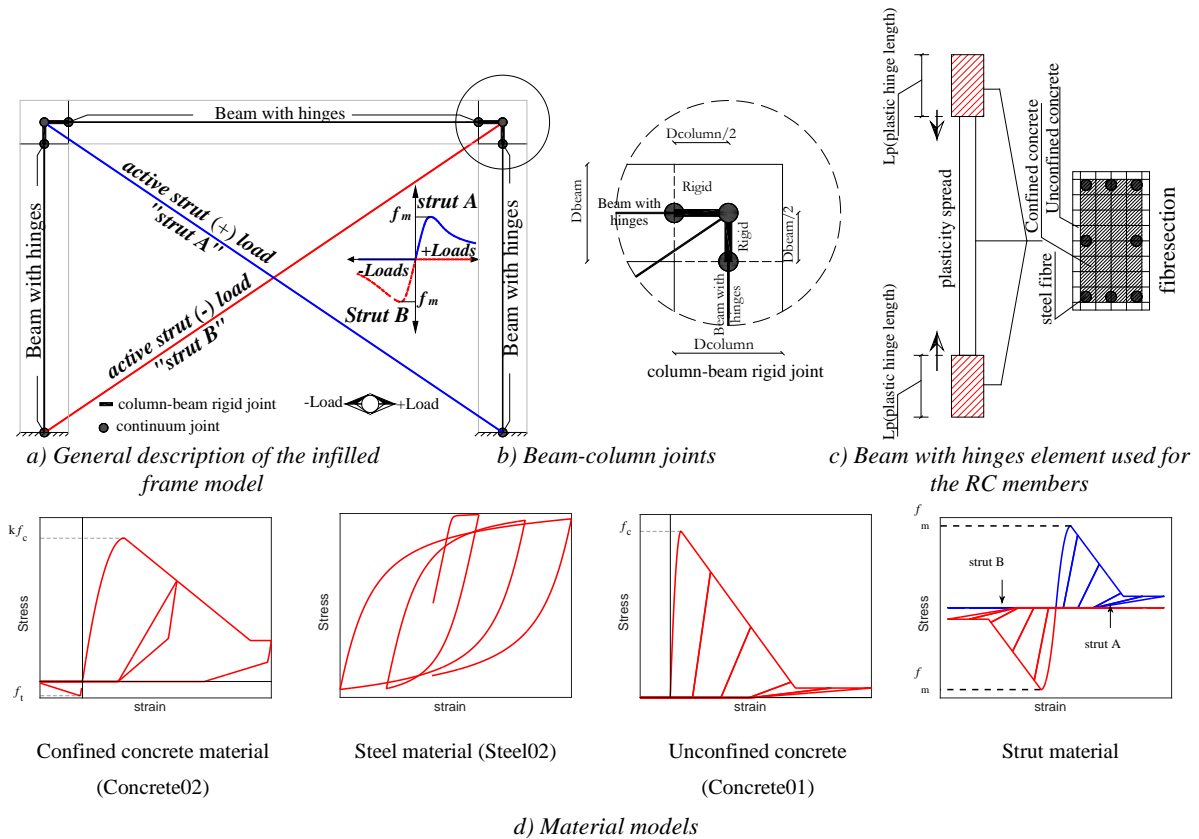 Beam with hinges
active strut (+) load
"strut A"
active strut (-) load
"strut B"
Beam with hinges
Beam with hinges
strut A
fm
+Loads
-Loads
fm
Strut B
column-beam rigid joint
continuum joint
-Load
+Load
a) General description of the infilled
frame model
Dcolumn/2
Dbeam
Rigid
Beam with
hinges
Rigid
Dbeam/2
Beam with
hinges
Dcolumn
column-beam rigid joint
b) Beam-column joints
Lp(plastic hinge length)
plasticity spread
Lp(plastic hinge length)
Confined concrete
Unconfined concrete
steel fibre
fibresection
c) Beam with hinges element used for
the RC members
kfc
Stress
ft
strain
Confined concrete material
(Concrete02)
Stress
strain
Steel material (Steel02)
fc
Stress
strain
Unconfined concrete
(Concrete01)
f
m
strut B
Stress
strut A
f
m
strain
Strut material
d) Material models